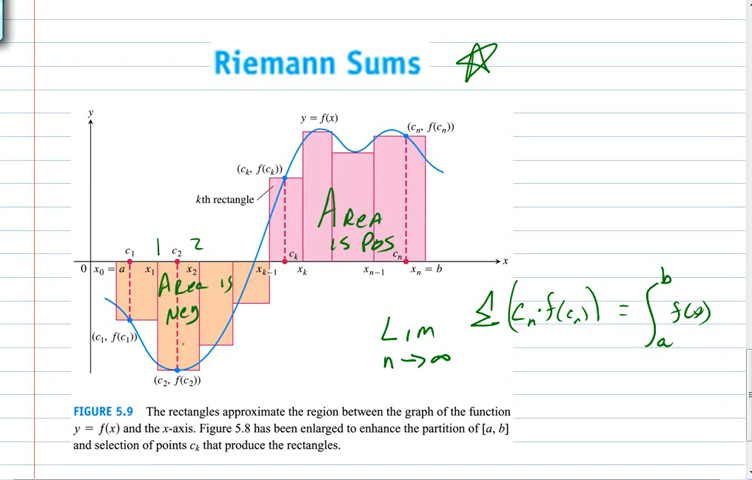 Riemann Sums
y
y = f(x)
(cn, f(cn))
(ck, f(ck))
kth rectangle
Area
is Pos
c1 1 c2 2
ck cn
0 x0 = a x1 x2 xk−1 xk xn−1 xn = b x
Area is
Neg
(c1, f(c1))
(c2, f(c2))
Lim
n→∞
Σ(cn·f(cn)) = ∫ab f(x)
FIGURE 5.9 The rectangles approximate the region between the graph of the function
y = f(x) and the x-axis. Figure 5.8 has been enlarged to enhance the partition of [a, b]
and selection of points ck that produce the rectangles.